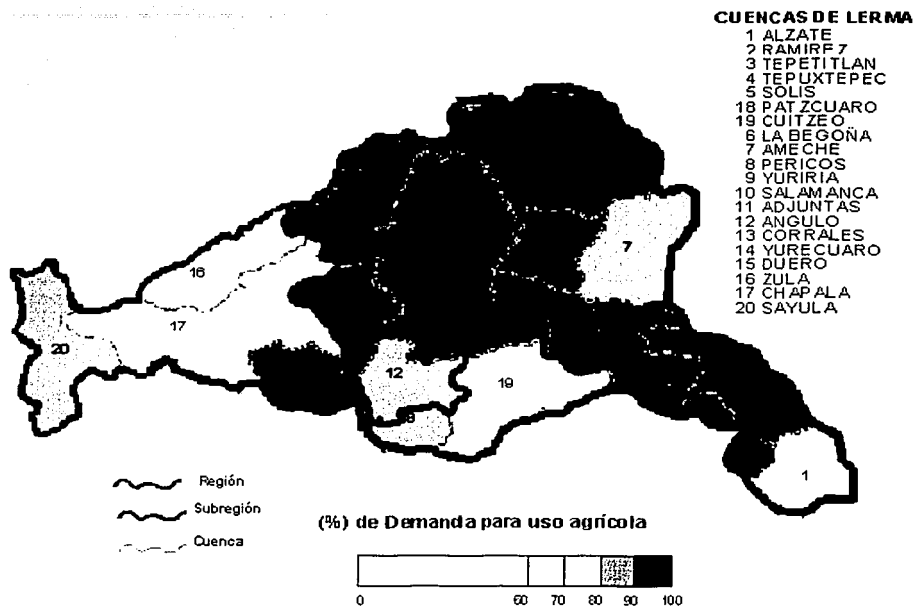 CUENCAS DE LERMA
1 ALZATE
2 RAMIRF7
3 TEPETITLAN
4 TEPUXTEPEC
5 SOLIS
18 PATZCUARO
19 CUITZEO
6 LA BEGOÑA
7 AMECHE
8 PERICOS
9 YURIRIA
10 SALAMANCA
11 ADJUNTAS
12 ANGULO
13 CORRALES
14 YURECUARO
15 DUERO
16 ZULA
17 CHAPALA
20 SAYULA
7
16
17
20
12
19
1
Región
Subregión
Cuenca
(%) de Demanda para uso agrícola
0 60 70 80 90 100